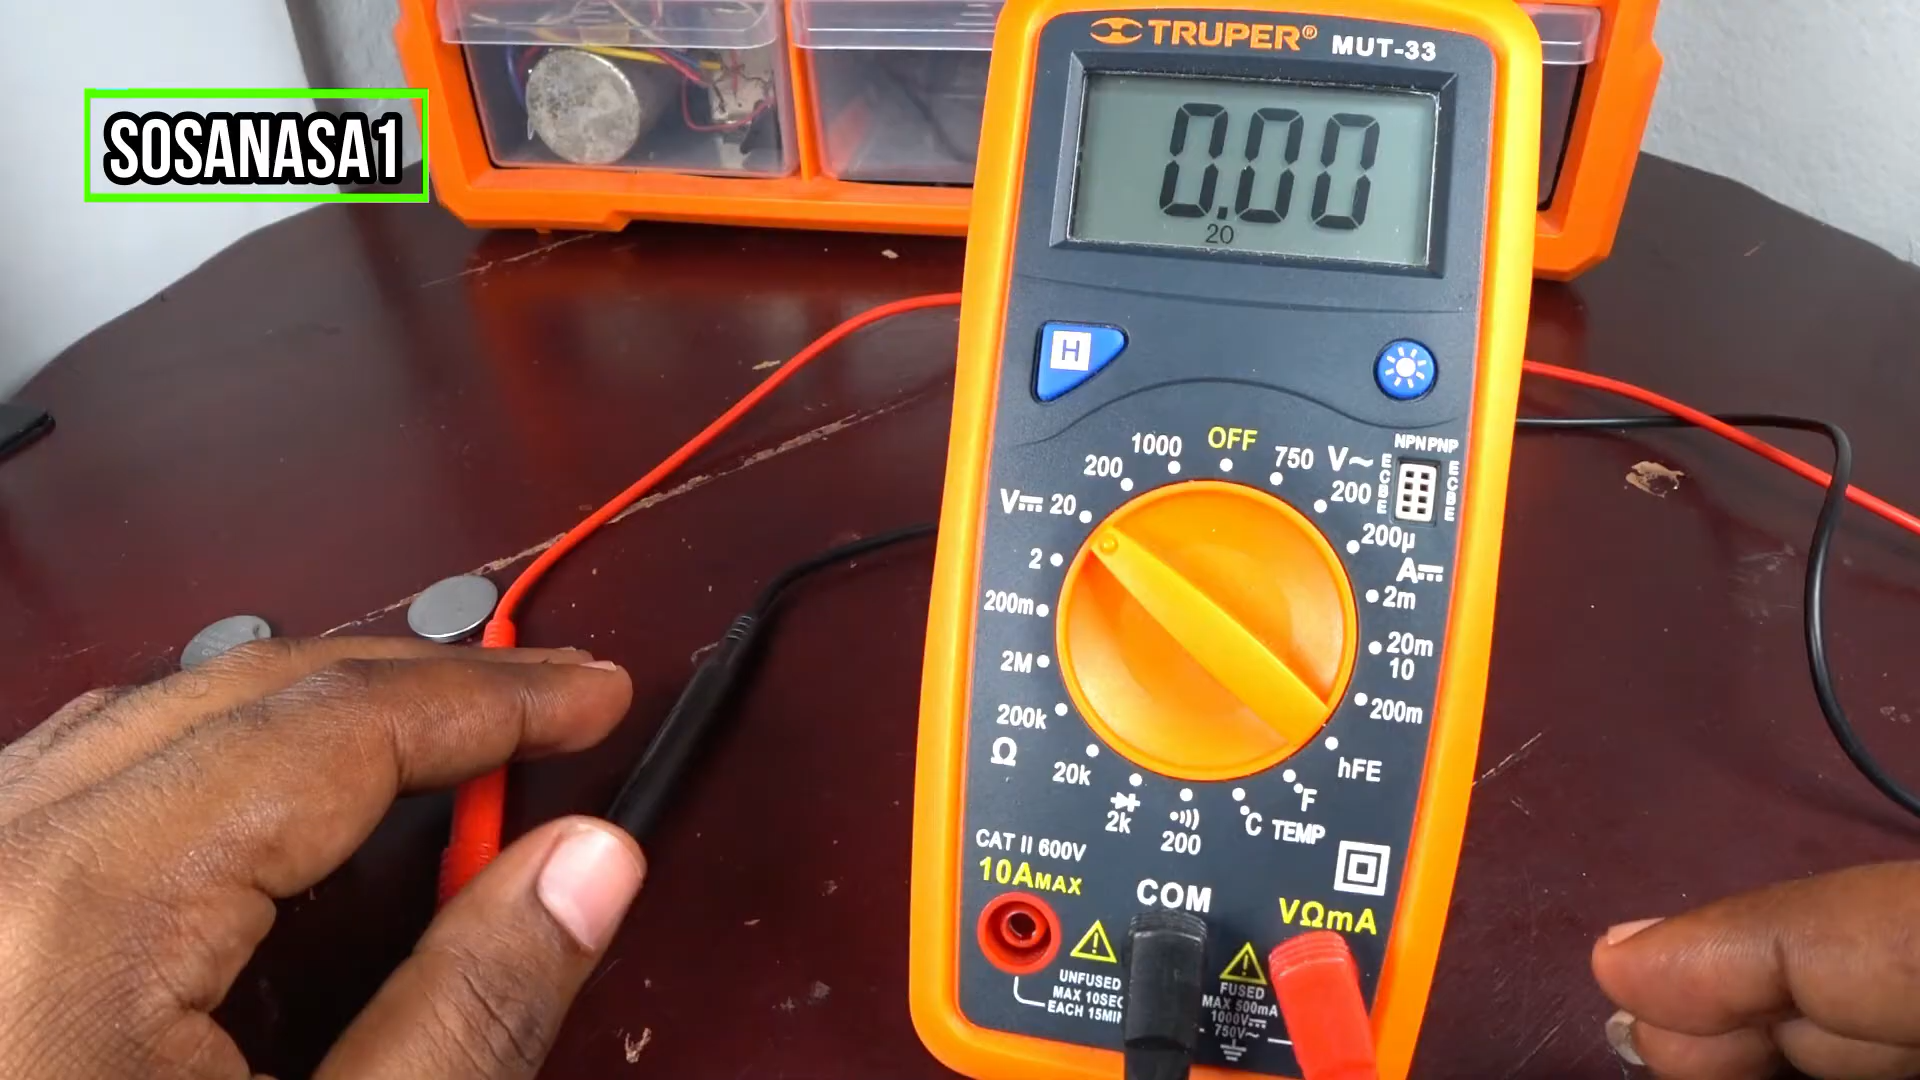 SOSANASA1
TRUPER® MUT-33
0.00
20
H
OFF
1000
750 V~
NPN PNP
200
200
E E
C C
B B
E E
V⎓ 20
200µ
2
A⎓
200m
2m
20m
10
2M
200m
200k
Ω
hFE
20k
°F
2k
200
°C TEMP
CAT II 600V
10AMAX
COM
VΩmA
UNFUSED
MAX 10SEC
EACH 15MIN
FUSED
MAX 500mA
1000V⎓
750V~